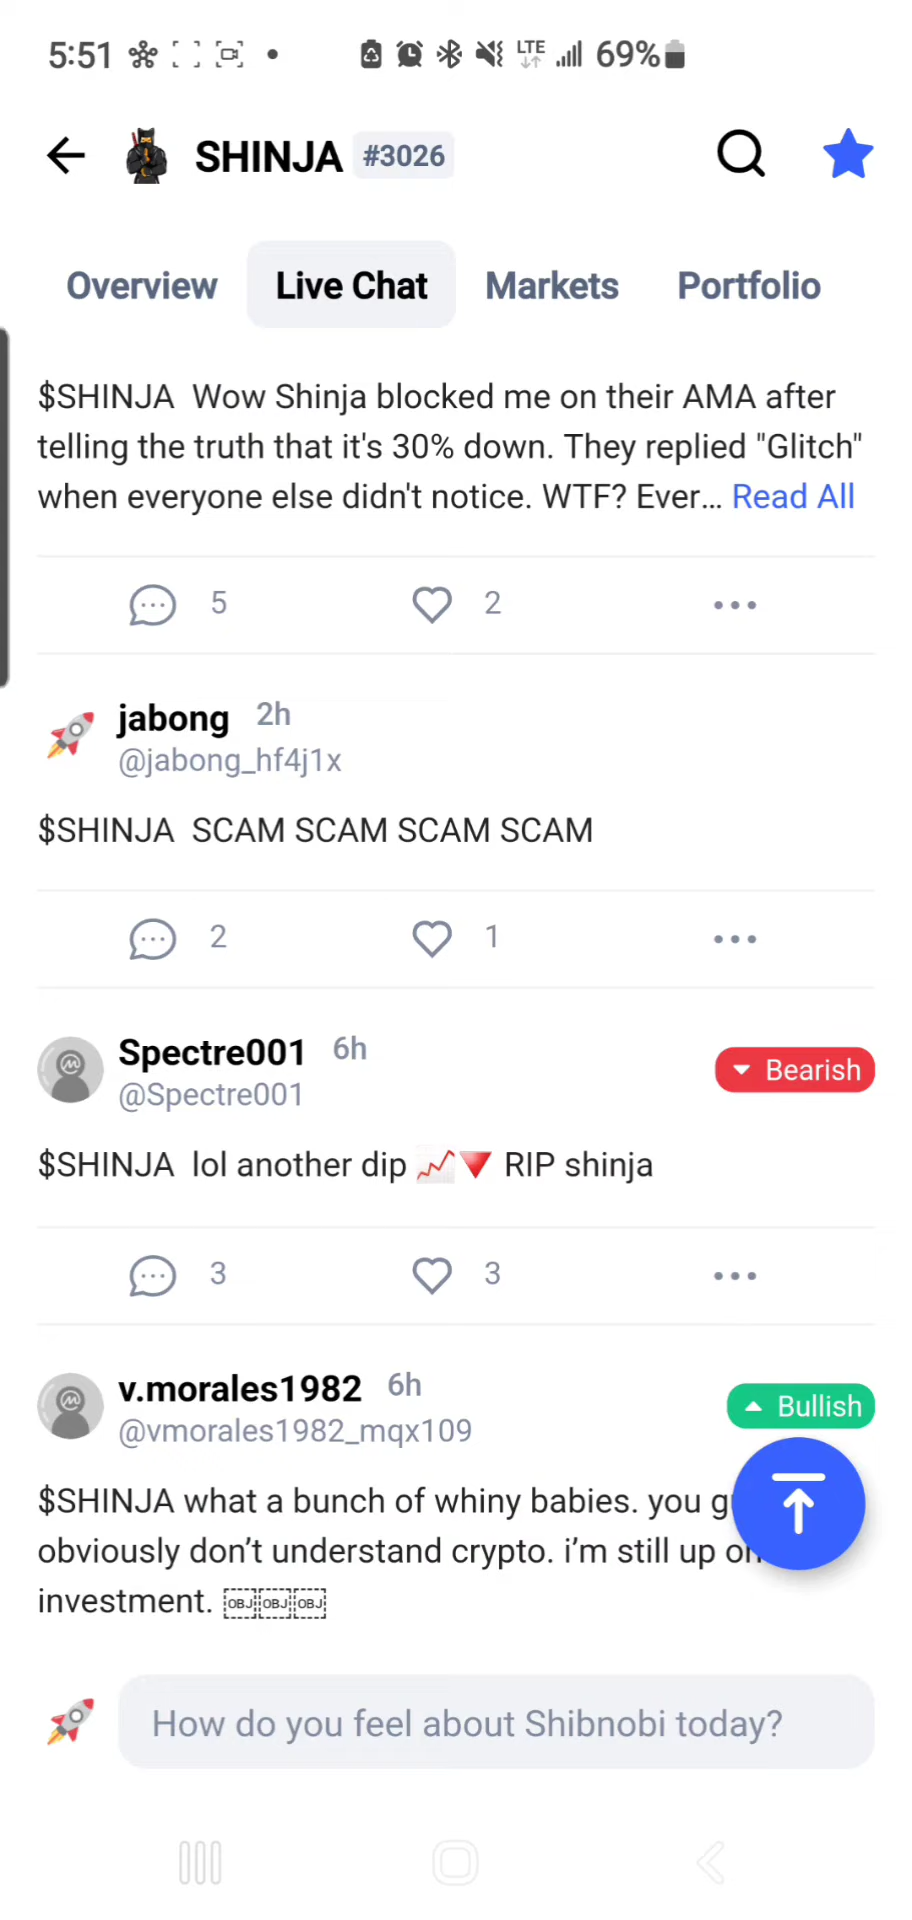 5:51 LTE 69%
SHINJA #3026
Overview Live Chat Markets Portfolio
$SHINJA Wow Shinja blocked me on their AMA after
telling the truth that it's 30% down. They replied "Glitch"
when everyone else didn't notice. WTF? Ever... Read All
5 2
jabong 2h
@jabong_hf4j1x
$SHINJA SCAM SCAM SCAM SCAM
2 1
Spectre001 6h
Bearish
@Spectre001
$SHINJA lol another dip 📈🔻 RIP shinja
3 3
v.morales1982 6h
Bullish
@vmorales1982_mqx109
$SHINJA what a bunch of whiny babies. you
obviously don’t understand crypto. i’m still up
investment. OBJ OBJ OBJ
How do you feel about Shibnobi today?